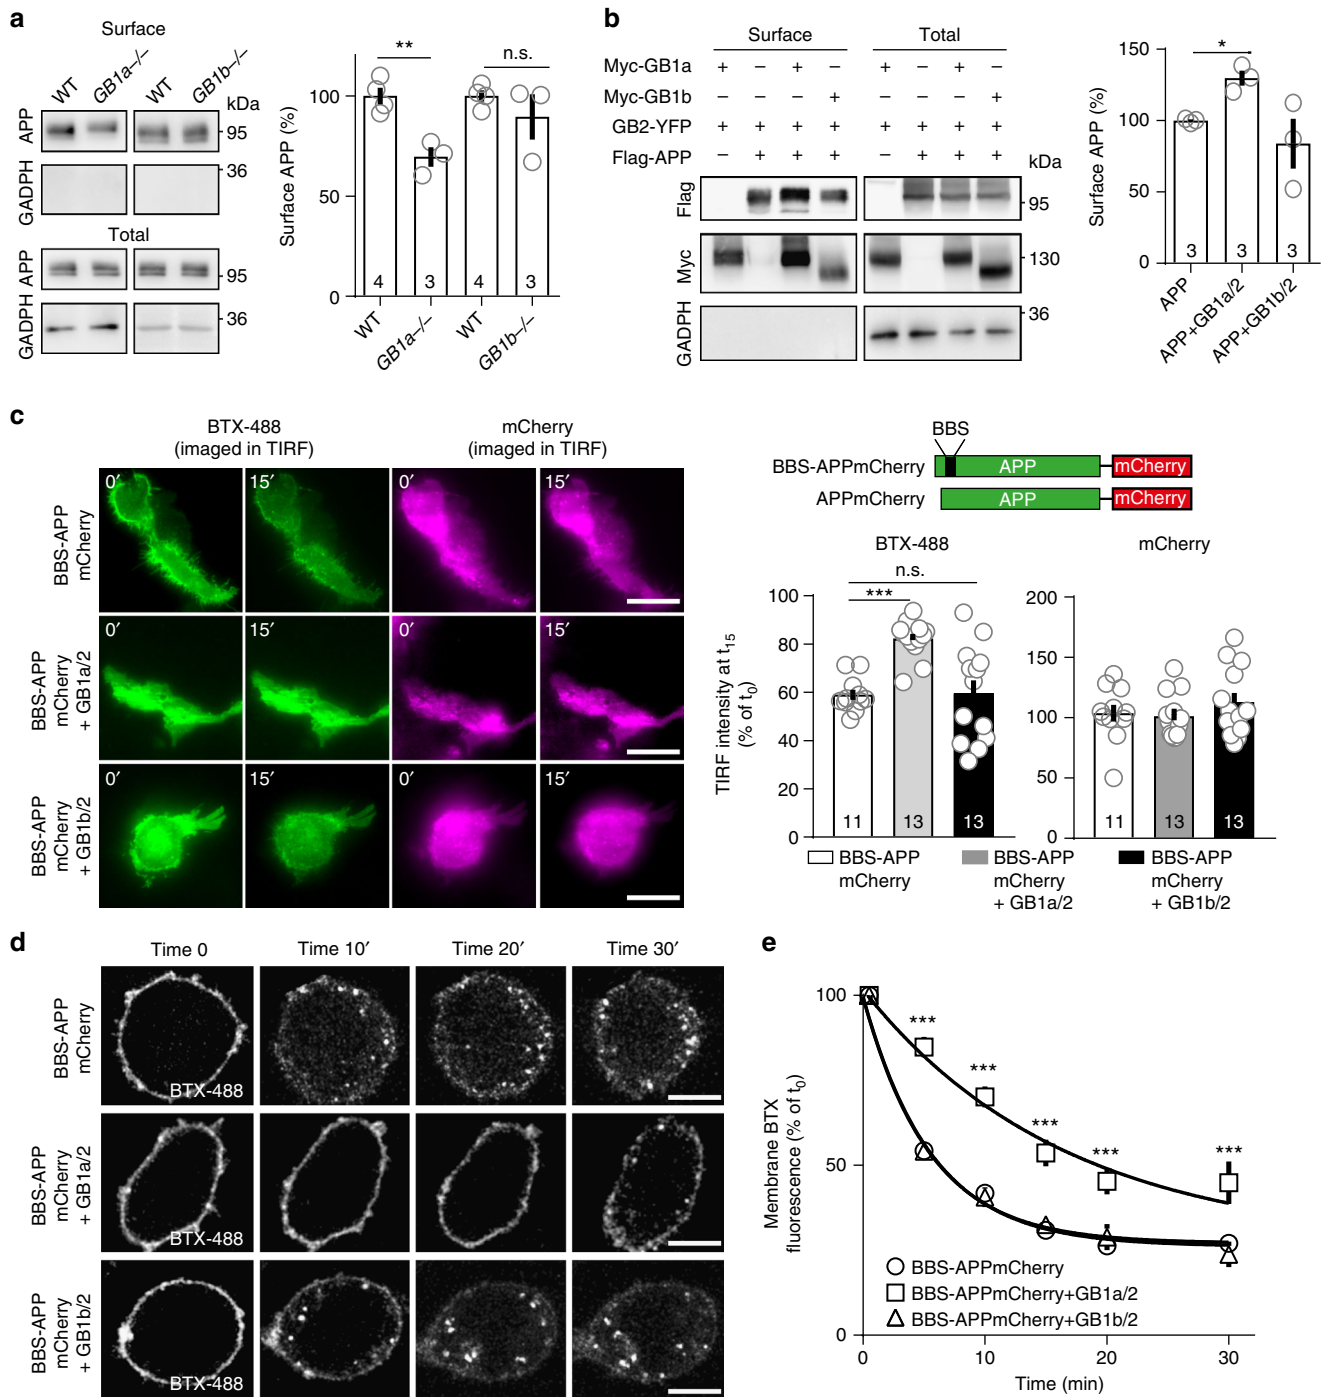 a
Surface
WT
GB1a–/–
WT
GB1b–/–
kDa
APP
95
GADPH
36
Total
APP
95
GADPH
36
Surface APP (%)
100
50
0
**
n.s.
4
3
4
3
WT
GB1a–/–
WT
GB1b–/–
b
Surface
Total
Myc-GB1a + – + – + – + –
Myc-GB1b – – – + – – – +
GB2-YFP + + + + + + + +
Flag-APP – + + + – + + +
kDa
Flag
95
Myc
130
GADPH
36
Surface APP (%)
150
100
50
0
*
3
3
3
APP
APP+GB1a/2
APP+GB1b/2
c
BTX-488
(imaged in TIRF)
mCherry
(imaged in TIRF)
BBS-APP
mCherry
0′
15′
0′
15′
BBS-APP
mCherry
+ GB1a/2
0′
15′
0′
15′
BBS-APP
mCherry
+ GB1b/2
0′
15′
0′
15′
BBS
BBS-APPmCherry
APP
mCherry
APPmCherry
APP
mCherry
BTX-488
TIRF intensity at t15
(% of t0)
100
80
60
40
20
0
***
n.s.
11
13
13
mCherry
200
150
100
50
0
11
13
13
BBS-APP
mCherry
BBS-APP
mCherry
+ GB1a/2
BBS-APP
mCherry
+ GB1b/2
d
Time 0
Time 10′
Time 20′
Time 30′
BBS-APP
mCherry
BTX-488
BBS-APP
mCherry
+ GB1a/2
BTX-488
BBS-APP
mCherry
+ GB1b/2
BTX-488
e
Membrane BTX
fluorescence (% of t0)
100
50
0
***
***
***
***
***
BBS-APPmCherry
BBS-APPmCherry+GB1a/2
BBS-APPmCherry+GB1b/2
0
10
20
30
Time (min)